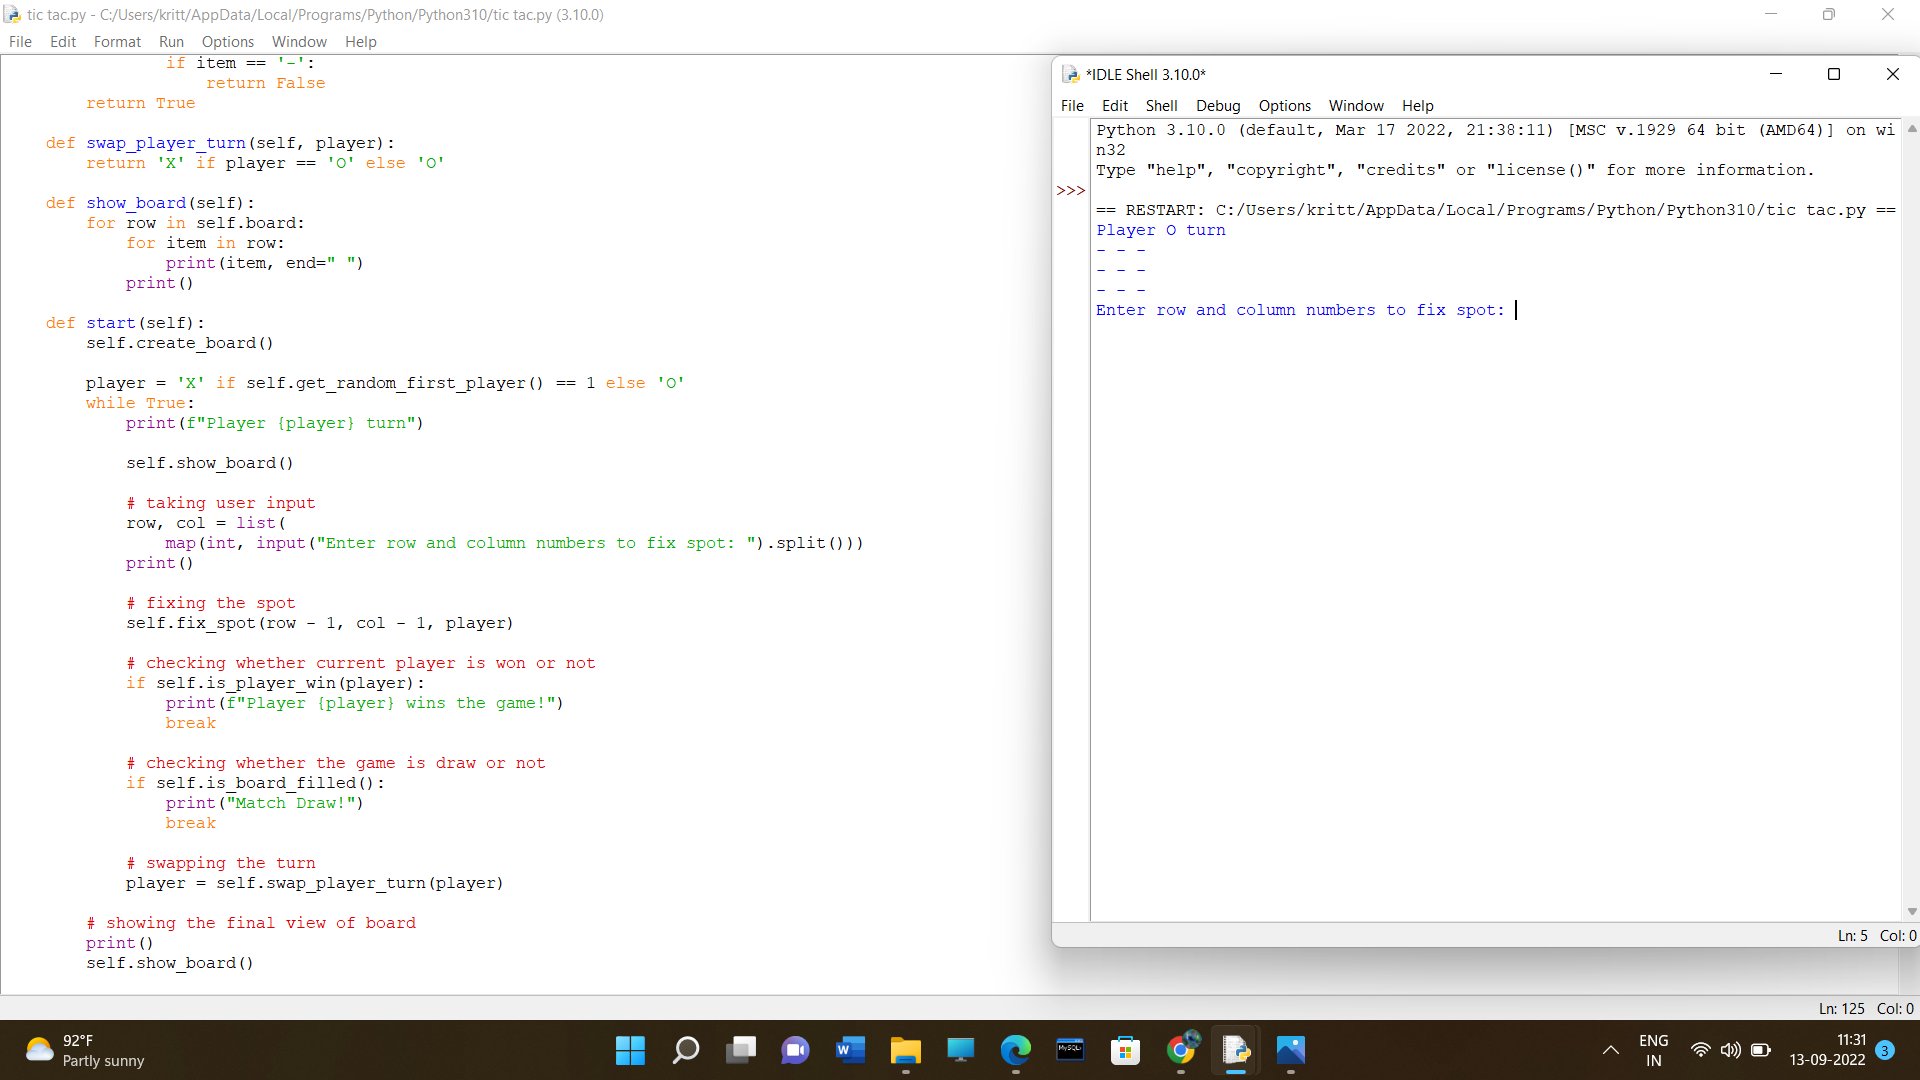 tic tac.py - C:/Users/kritt/AppData/Local/Programs/Python/Python310/tic tac.py (3.10.0)
File Edit Format Run Options Window Help
if item == '-':
return False
return True
def swap_player_turn(self, player):
return 'X' if player == 'O' else 'O'
def show_board(self):
for row in self.board:
for item in row:
print(item, end=" ")
print()
def start(self):
self.create_board()
player = 'X' if self.get_random_first_player() == 1 else 'O'
while True:
print(f"Player {player} turn")
self.show_board()
# taking user input
row, col = list(
map(int, input("Enter row and column numbers to fix spot: ").split()))
print()
# fixing the spot
self.fix_spot(row - 1, col - 1, player)
# checking whether current player is won or not
if self.is_player_win(player):
print(f"Player {player} wins the game!")
break
# checking whether the game is draw or not
if self.is_board_filled():
print("Match Draw!")
break
# swapping the turn
player = self.swap_player_turn(player)
# showing the final view of board
print()
self.show_board()
Ln: 125 Col: 0
*IDLE Shell 3.10.0*
File Edit Shell Debug Options Window Help
Python 3.10.0 (default, Mar 17 2022, 21:38:11) [MSC v.1929 64 bit (AMD64)] on wi
n32
Type "help", "copyright", "credits" or "license()" for more information.
>>>
== RESTART: C:/Users/kritt/AppData/Local/Programs/Python/Python310/tic tac.py ==
Player O turn
- - -
- - -
- - -
Enter row and column numbers to fix spot:
Ln: 5 Col: 0
92°F
Partly sunny
MySQL
ENG
IN
11:31
13-09-2022
3